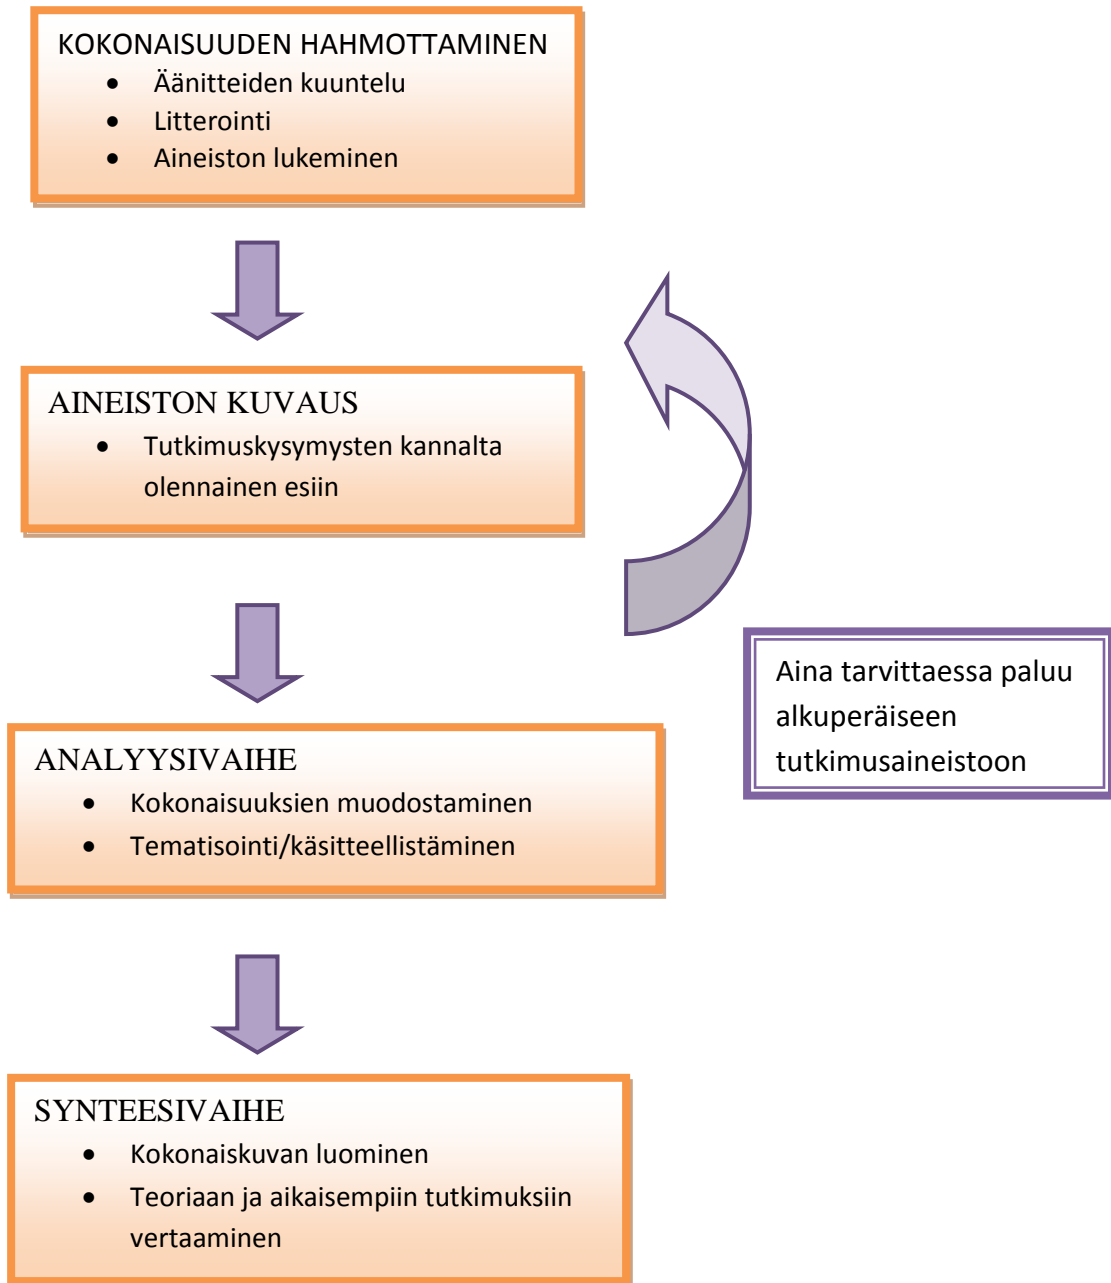 KOKONAISUUDEN HAHMOTTAMINEN
• Äänitteiden kuuntelu
• Litterointi
• Aineiston lukeminen
AINEISTON KUVAUS
• Tutkimuskysymysten kannalta
olennainen esiin
Aina tarvittaessa paluu
alkuperäiseen
tutkimusaineistoon
ANALYYSIVAIHE
• Kokonaisuuksien muodostaminen
• Tematisointi/käsitteellistäminen
SYNTEESIVAIHE
• Kokonaiskuvan luominen
• Teoriaan ja aikaisempiin tutkimuksiin
vertaaminen